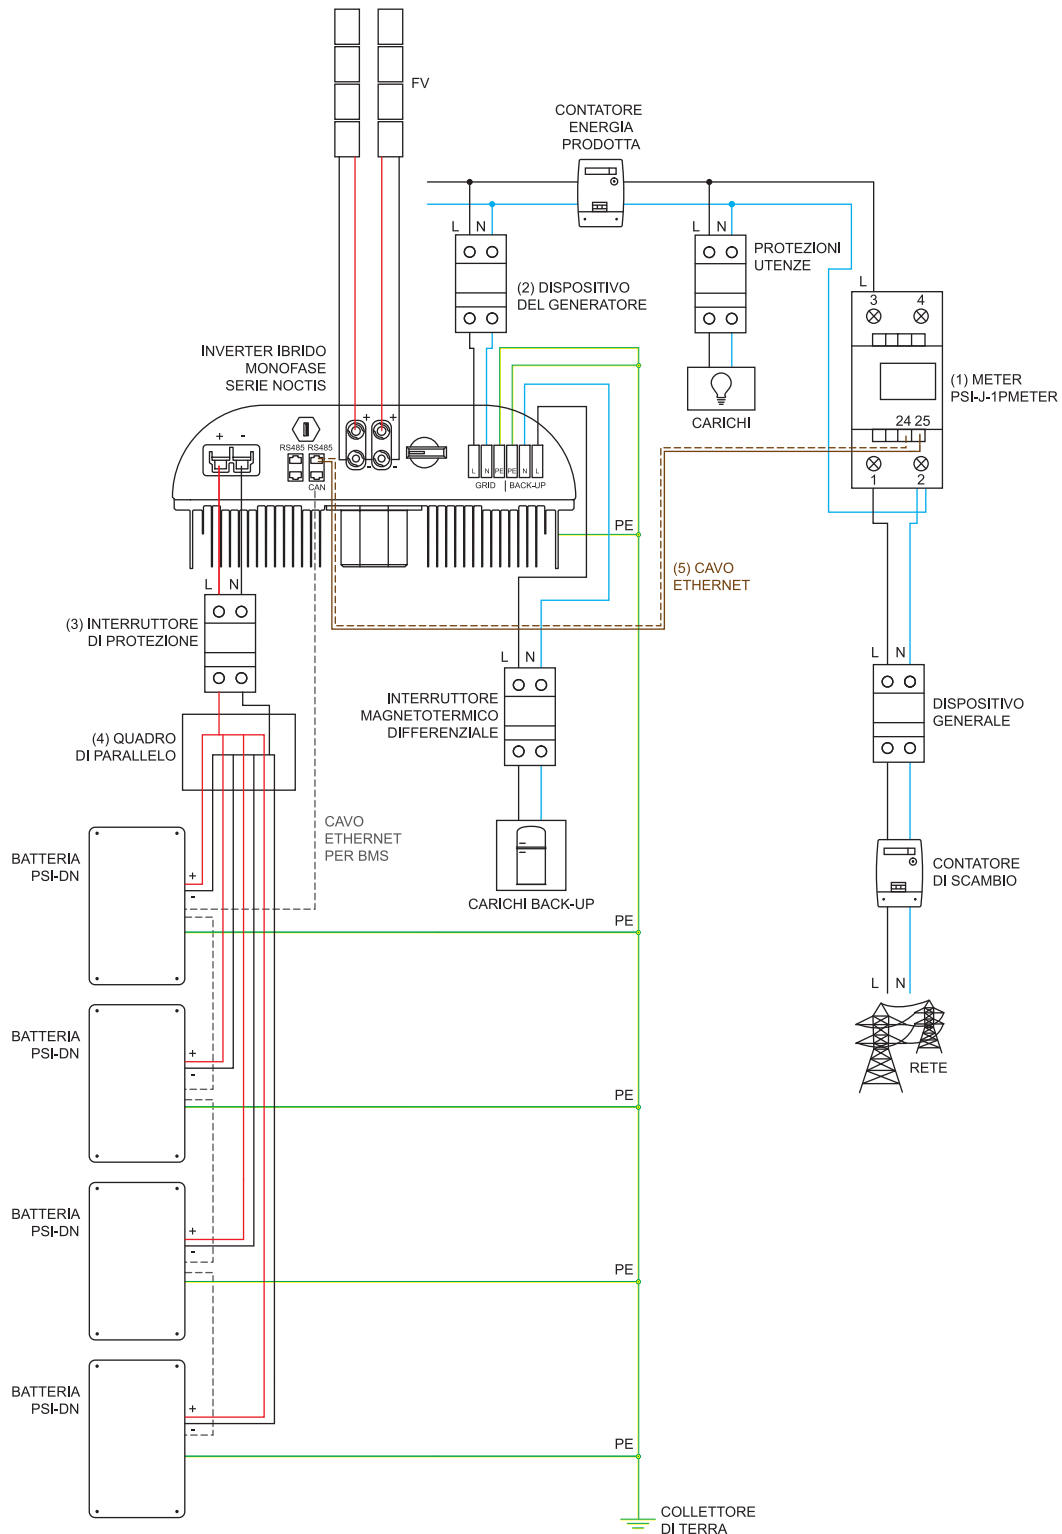 FV
CONTATORE
ENERGIA
PRODOTTA
L N
L N
PROTEZIONI
UTENZE
(2) DISPOSITIVO
DEL GENERATORE
L
3 4
INVERTER IBRIDO
MONOFASE
SERIE NOCTIS
(1) METER
PSI-J-1PMETER
CARICHI
24 25
+ -
+ +
RS485 RS485
- -
CAN
L N PE PE N L
GRID BACK-UP
1 2
PE
(5) CAVO
ETHERNET
L N
(3) INTERRUTTORE
DI PROTEZIONE
L N
L N
INTERRUTTORE
MAGNETOTERMICO
DIFFERENZIALE
DISPOSITIVO
GENERALE
(4) QUADRO
DI PARALLELO
CAVO
ETHERNET
PER BMS
BATTERIA
PSI-DN
+
-
CARICHI BACK-UP
CONTATORE
DI SCAMBIO
PE
L N
RETE
BATTERIA
PSI-DN
+
-
PE
BATTERIA
PSI-DN
+
-
PE
BATTERIA
PSI-DN
+
-
PE
COLLETTORE
DI TERRA